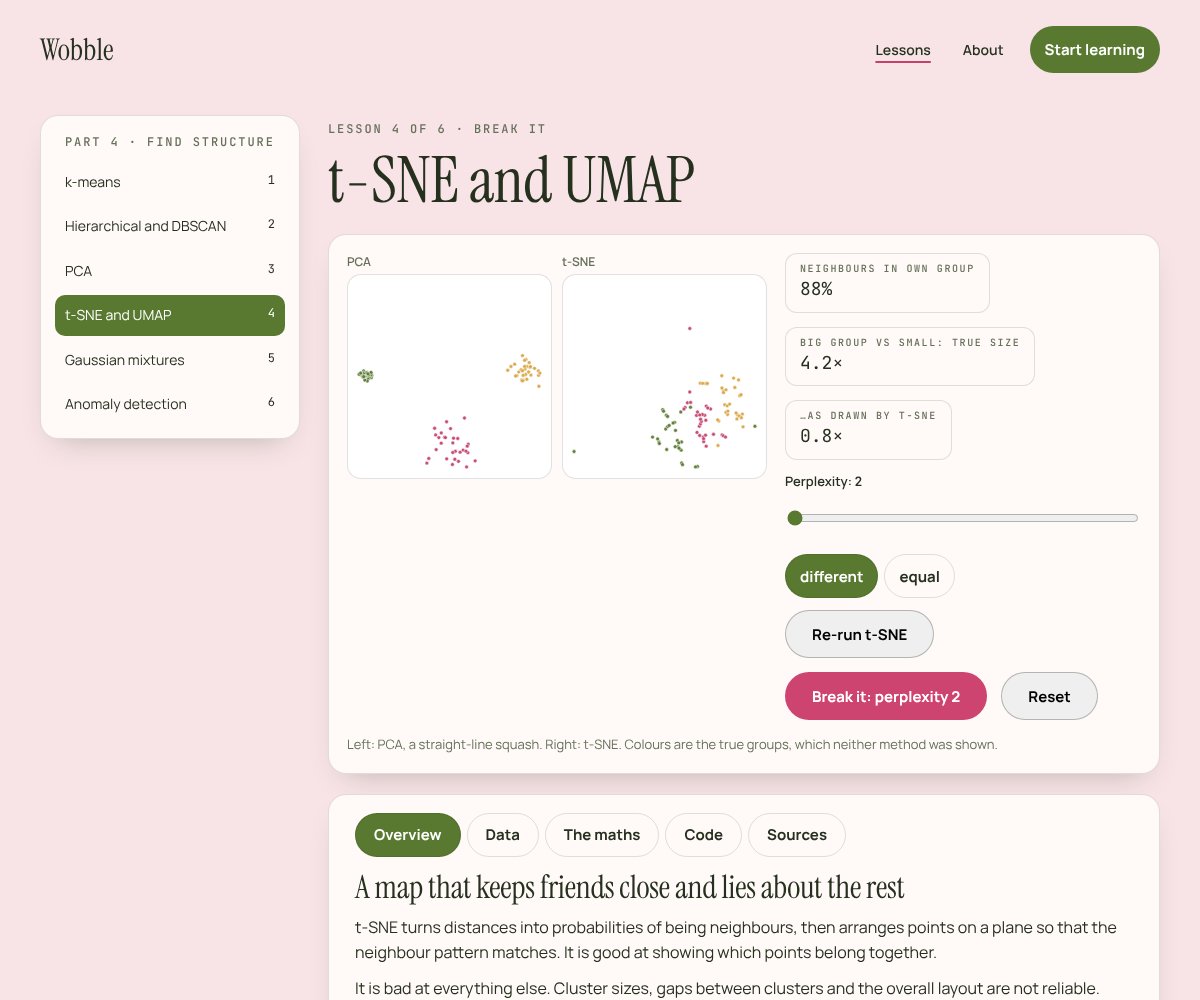 Wobble
Lessons
About
Start learning
PART 4 · FIND STRUCTURE
k-means 1
Hierarchical and DBSCAN 2
PCA 3
t-SNE and UMAP 4
Gaussian mixtures 5
Anomaly detection 6
LESSON 4 OF 6 · BREAK IT
t-SNE and UMAP
PCA
t-SNE
NEIGHBOURS IN OWN GROUP
88%
BIG GROUP VS SMALL: TRUE SIZE
4.2×
…AS DRAWN BY T-SNE
0.8×
Perplexity: 2
different
equal
Re-run t-SNE
Break it: perplexity 2
Reset
Left: PCA, a straight-line squash. Right: t-SNE. Colours are the true groups, which neither method was shown.
Overview
Data
The maths
Code
Sources
A map that keeps friends close and lies about the rest
t-SNE turns distances into probabilities of being neighbours, then arranges points on a plane so that the
neighbour pattern matches. It is good at showing which points belong together.
It is bad at everything else. Cluster sizes, gaps between clusters and the overall layout are not reliable.